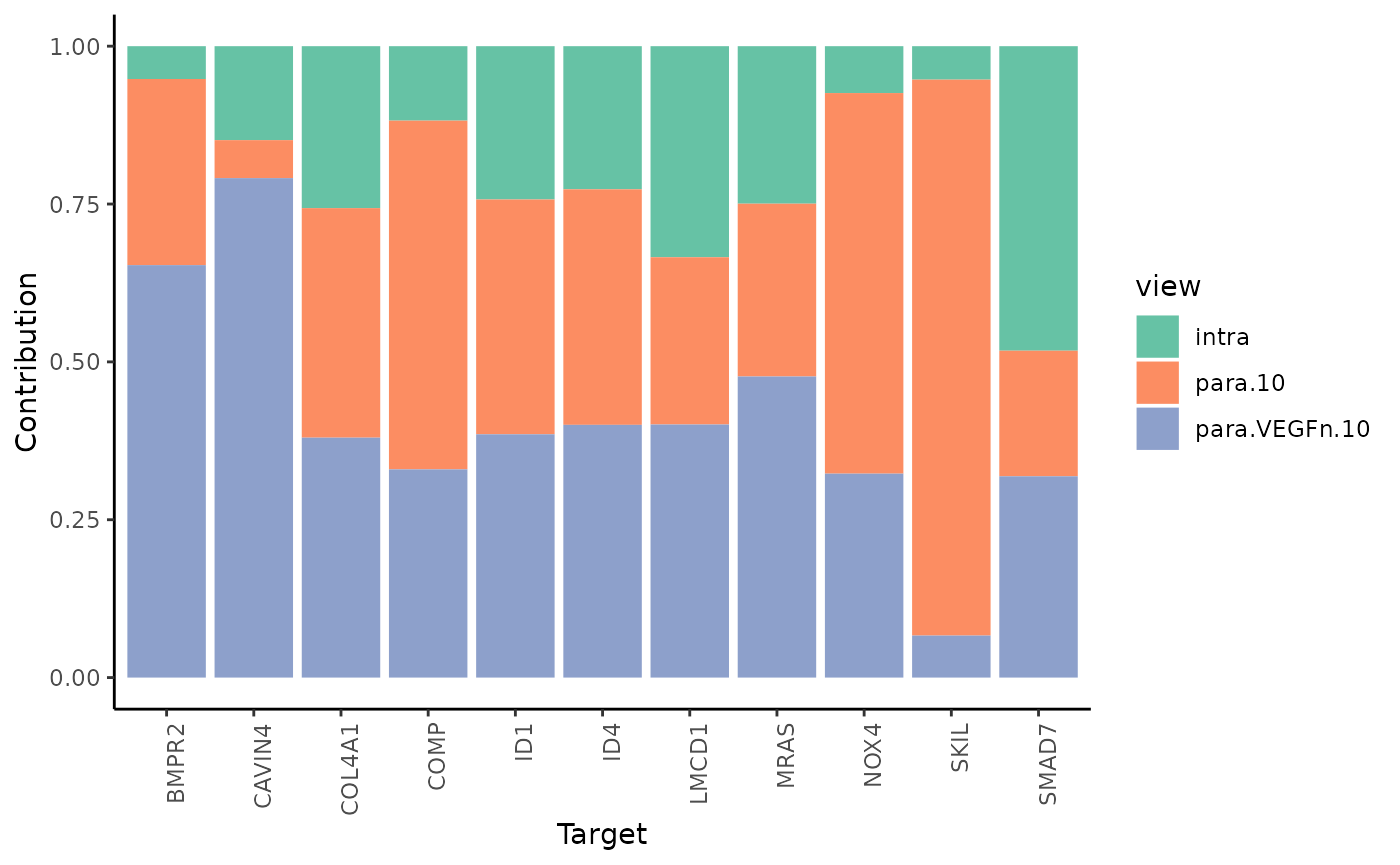 1.00
0.75
0.50
0.25
0.00
Contribution
BMPR2
CAVIN4
COL4A1
COMP
ID1
ID4
LMCD1
MRAS
NOX4
SKIL
SMAD7
Target
view
intra
para.10
para.VEGFn.10